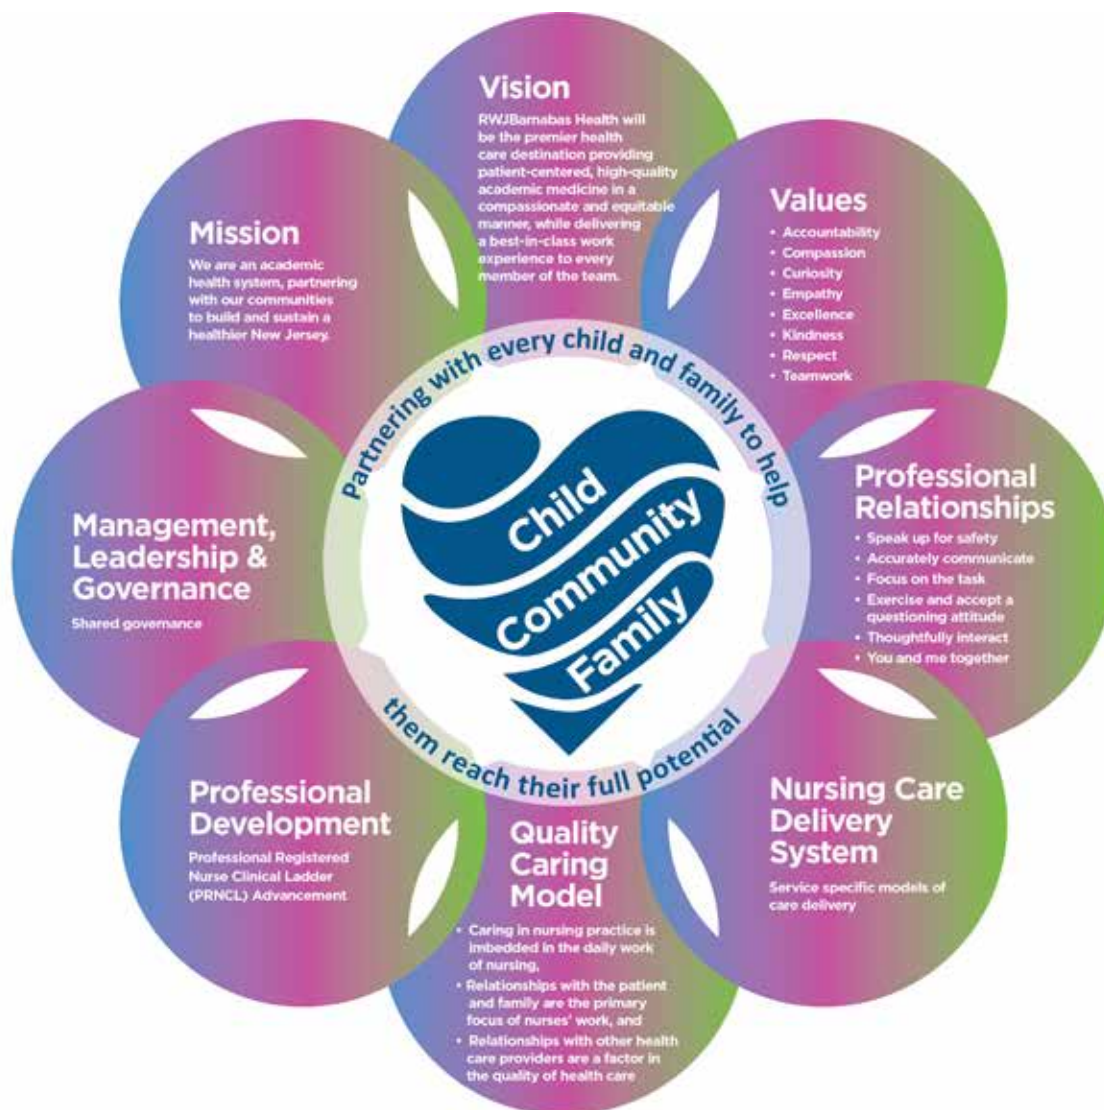 Vision
RWJBarnabas Health will
be the premier health
care destination providing
patient-centered, high-quality
academic medicine in a
compassionate and equitable
manner, while delivering
a best-in-class work
experience to every
member of the team.
Values
• Accountability
• Compassion
• Curiosity
• Empathy
• Excellence
• Kindness
• Respect
• Teamwork
Mission
We are an academic
health system, partnering
with our communities
to build and sustain a
healthier New Jersey.
Partnering with every child and family to help
them reach their full potential
Child
Community
Family
Professional
Relationships
• Speak up for safety
• Accurately communicate
• Focus on the task
• Exercise and accept a
questioning attitude
• Thoughtfully interact
• You and me together
Management,
Leadership &
Governance
Shared governance
Professional
Development
Professional Registered
Nurse Clinical Ladder
(PRNCL) Advancement
Quality
Caring
Model
• Caring in nursing practice is
imbedded in the daily work
of nursing,
• Relationships with the patient
and family are the primary
focus of nurses' work, and
• Relationships with other health
care providers are a factor in
the quality of health care
Nursing Care
Delivery
System
Service specific models of
care delivery